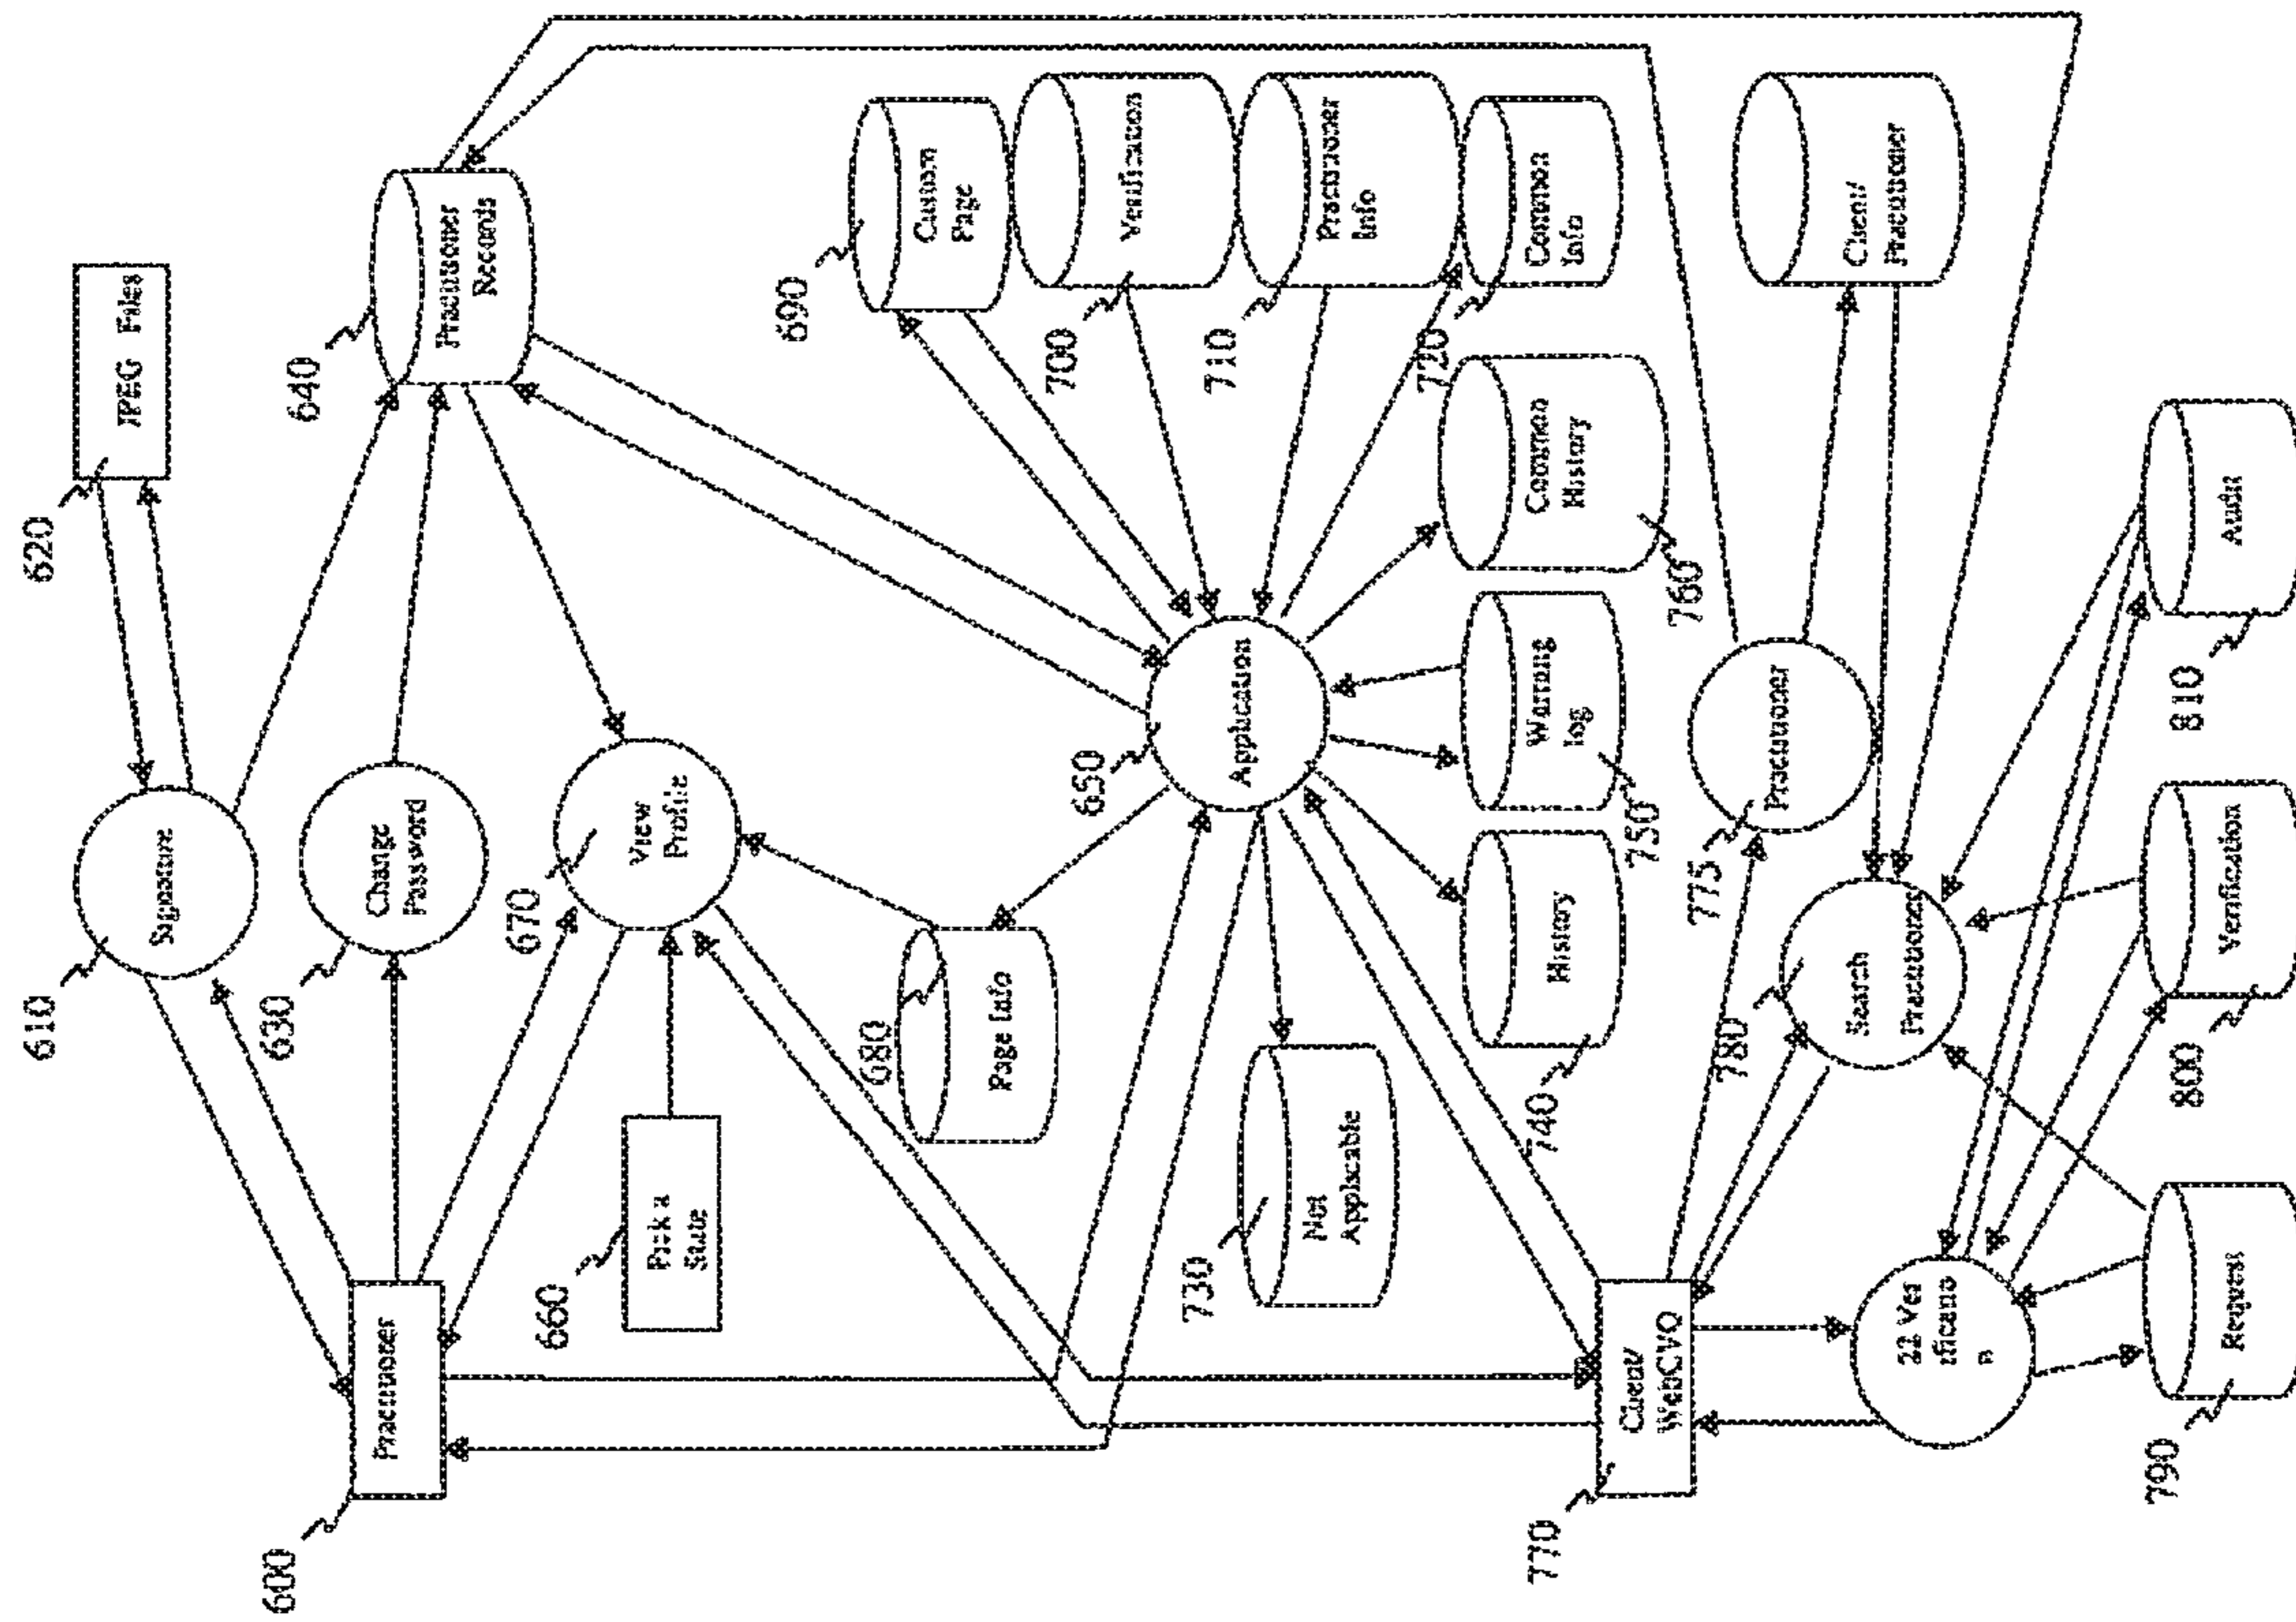 600
Practitioner
610
Signature
620
JPEG Files
630
Change
Password
640
Practitioner
Records
670
View
Profile
660
Pick a
State
680
Page Info
650
Application
690
Custom
Page
700
Verification
710
Practitioner
Info
720
Common
Info
730
Not
Applicable
740
History
750
Warning
log
760
Common
History
770
Client/
WebCVO
775
Practitioner
Client/
Practitioner
780
Search
Practitioner
22 Ver
ificatio
n
790
Request
800
Verification
810
Audit